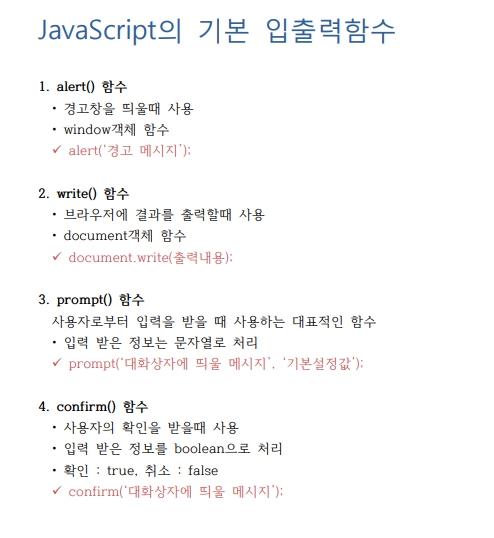 JavaScript의 기본 입출력함수
1. alert() 함수
• 경고창을 띄울때 사용
• window객체 함수
✓ alert(‘경고 메시지’);
2. write() 함수
• 브라우저에 결과를 출력할때 사용
• document객체 함수
✓ document.write(출력내용);
3. prompt() 함수
사용자로부터 입력을 받을 때 사용하는 대표적인 함수
• 입력 받은 정보는 문자열로 처리
✓ prompt(‘대화상자에 띄울 메시지’, ‘기본설정값’);
4. confirm() 함수
• 사용자의 확인을 받을때 사용
• 입력 받은 정보를 boolean으로 처리
• 확인 : true, 취소 : false
✓ confirm(‘대화상자에 띄울 메시지’);